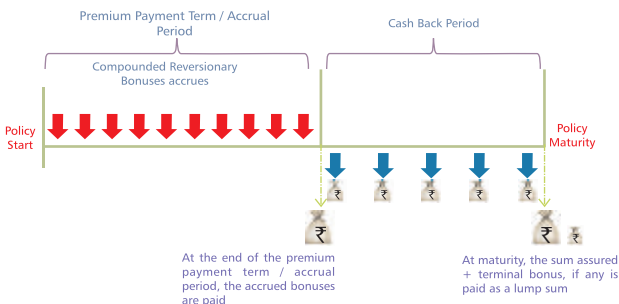 Premium Payment Term / Accrual
Period
Cash Back Period
Compounded Reversionary
Bonuses accrues
Policy
Start
Policy
Maturity
₹
₹
₹
₹
₹
₹
₹
₹
At the end of the premium
payment term / accrual
period, the accrued bonuses
are paid
At maturity, the sum assured
+ terminal bonus, if any is
paid as a lump sum